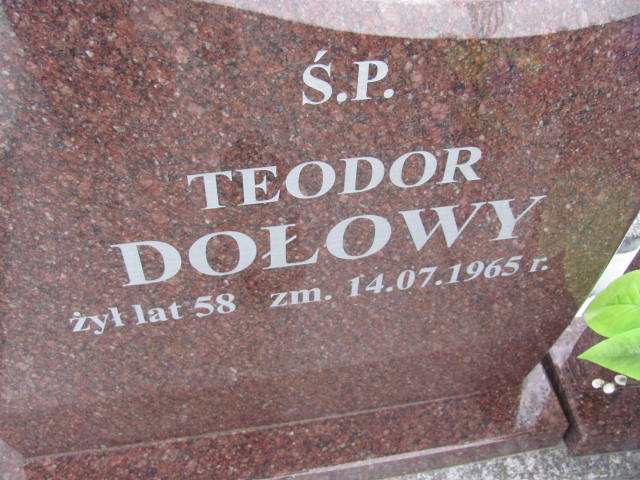 Ś.P.
TEODOR
DOŁOWY
żył lat 58 zm. 14.07.1965 r.